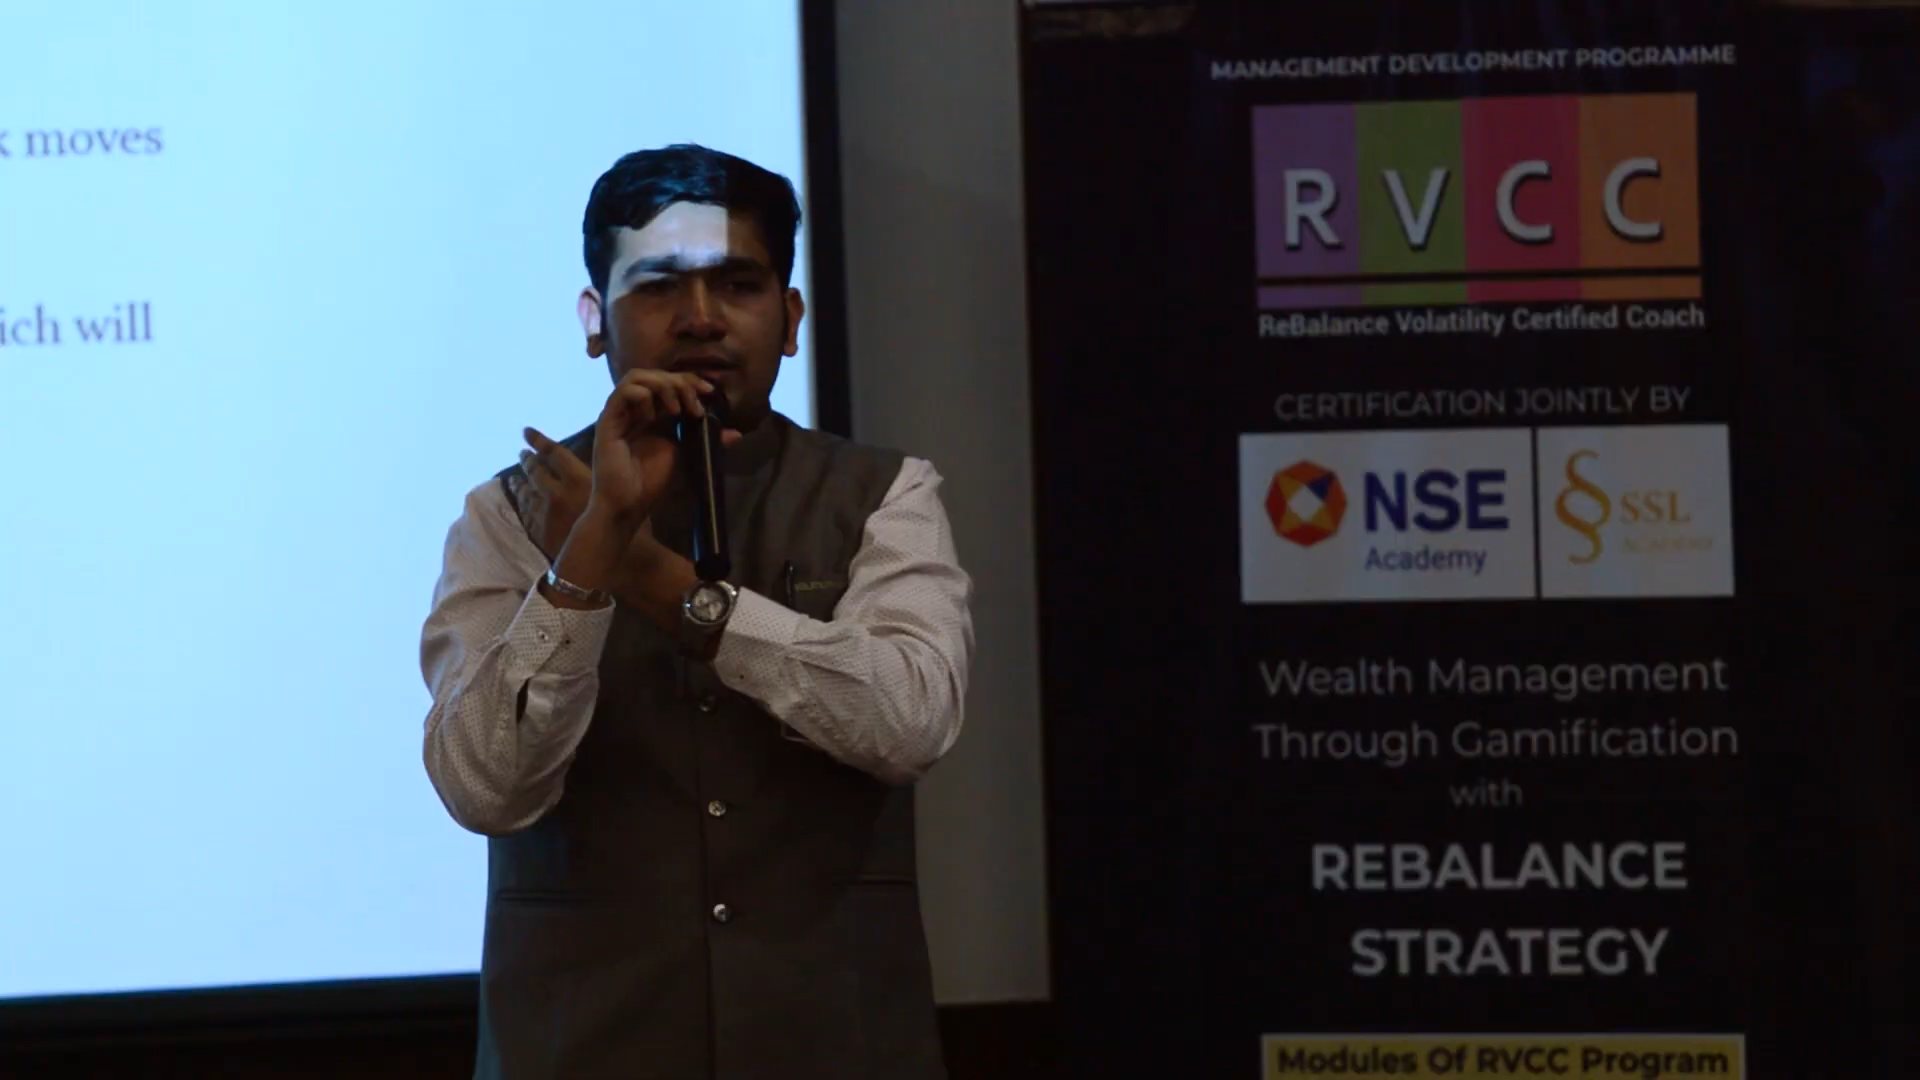 moves
will
MANAGEMENT DEVELOPMENT PROGRAMME
RVCC
ReBalance Volatility Certified Coach
CERTIFICATION JOINTLY BY
NSE
Academy
SSL
ACADEMY
Wealth Management
Through Gamification
with
REBALANCE
STRATEGY
Modules Of RVCC Program